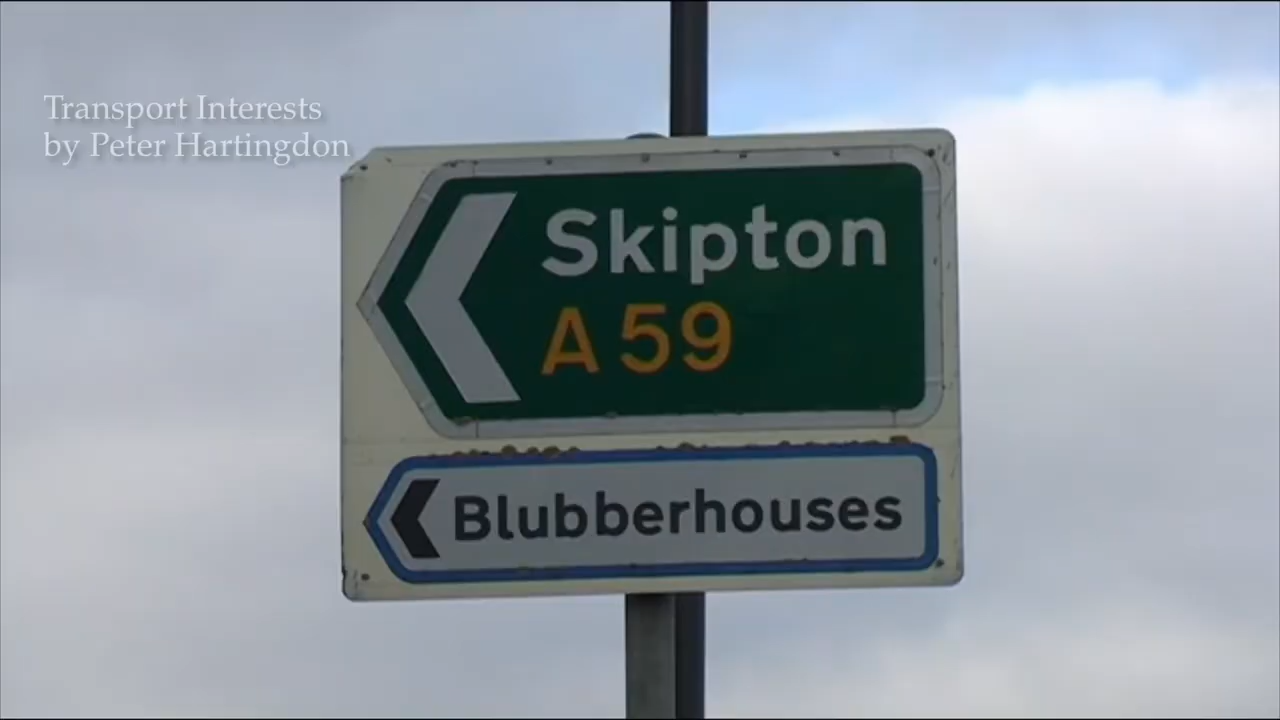 Transport Interests
by Peter Hartingdon
Skipton
A59
Blubberhouses